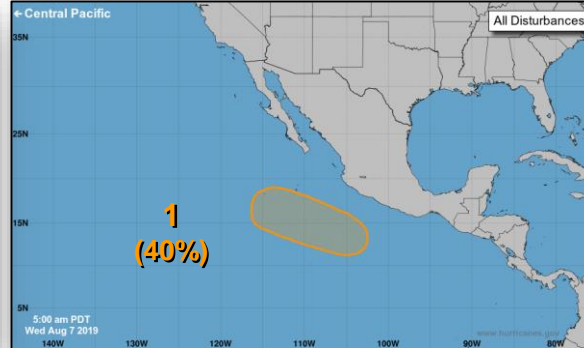 ←Central Pacific
All Disturbances
35N
25N
15N
5N
1
(40%)
5:00 am PDT
Wed Aug 7 2019
www.hurricanes.gov
140W 130W 120W 110W 100W 90W 80W